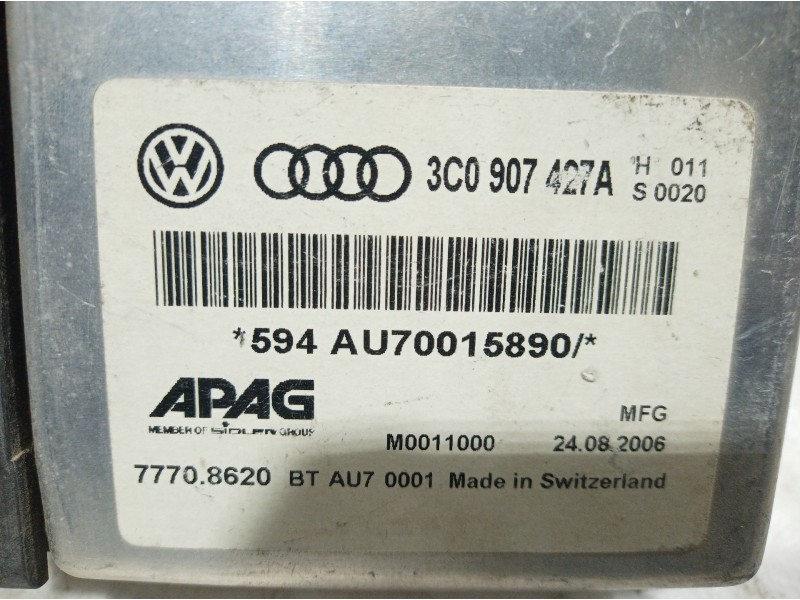 VW 3C0 907 427A H 011
S 0020
*594 AU70015890/*
APAG
MEMBER OF SIDLER GROUP
MFG
M0011000 24.08.2006
7770.8620 BT AU7 0001 Made in Switzerland